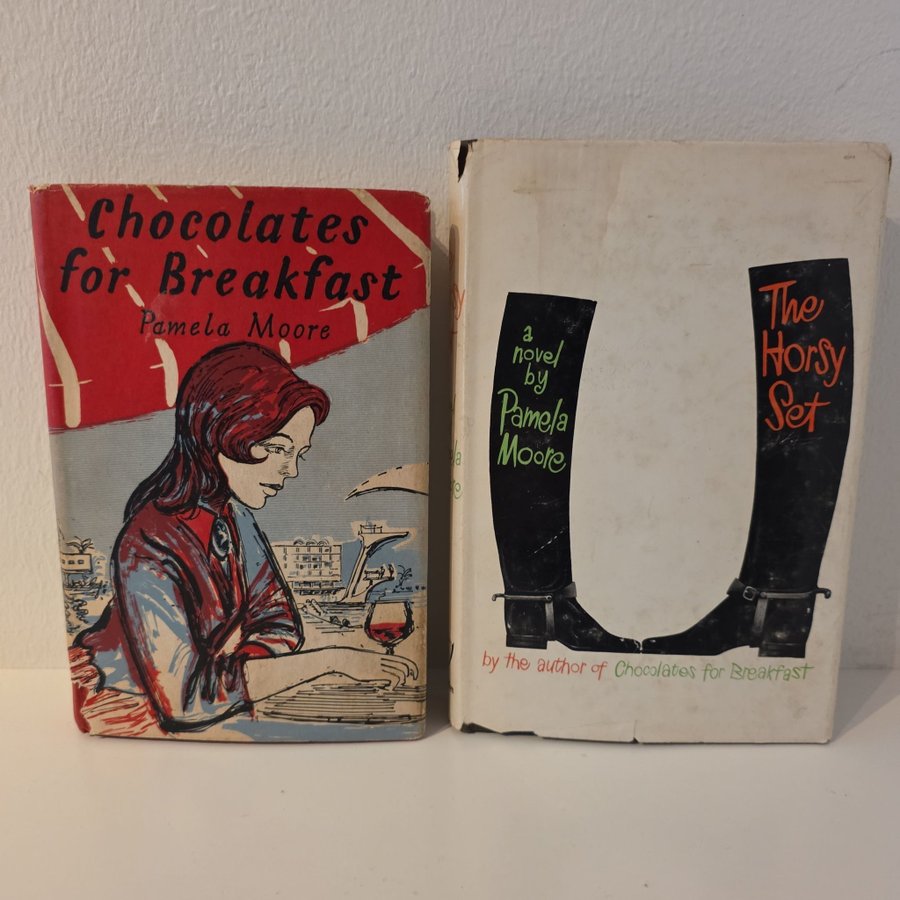 Chocolates
for Breakfast
Pamela Moore
a
novel
by
Pamela
Moore
The
Horsy
Set
by the author of Chocolates for Breakfast